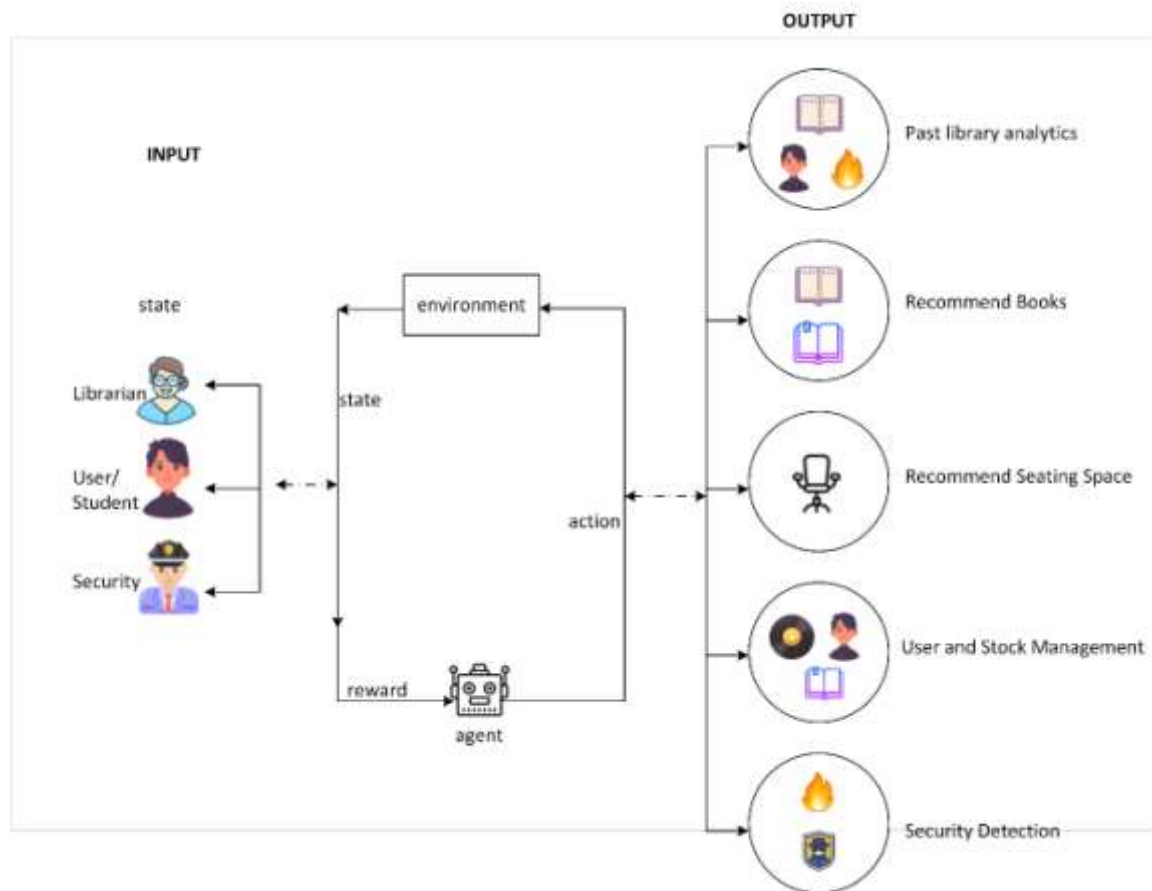 OUTPUT
Past library analytics
INPUT
environment
Recommend Books
state
Librarian
state
User/
Student
Recommend Seating Space
action
Security
User and Stock Management
reward
agent
Security Detection